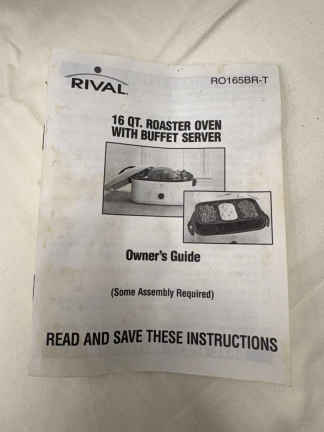 RIVAL
RO165BR-T
16 QT. ROASTER OVEN
WITH BUFFET SERVER
Owner's Guide
(Some Assembly Required)
READ AND SAVE THESE INSTRUCTIONS